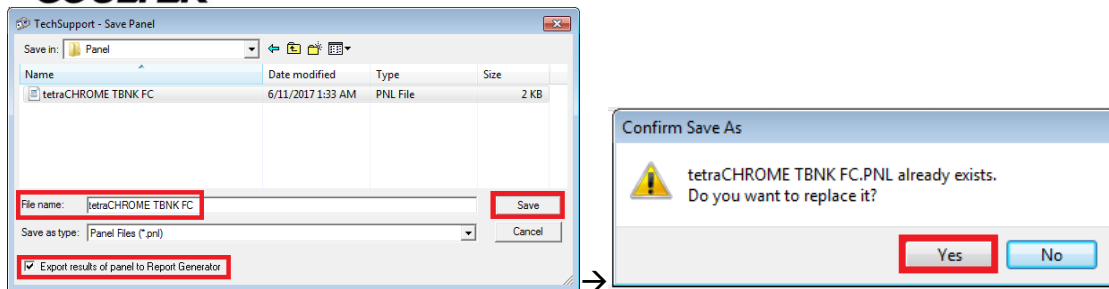 COULTER
TechSupport - Save Panel
Save in: Panel
Name Date modified Type Size
tetraCHROME TBNK FC 6/11/2017 1:33 AM PNL File 2 KB
File name: tetraCHROME TBNK FC Save
Save as type: Panel Files (*.pnl) Cancel
Export results of panel to Report Generator
→
Confirm Save As
tetraCHROME TBNK FC.PNL already exists.
Do you want to replace it?
Yes No